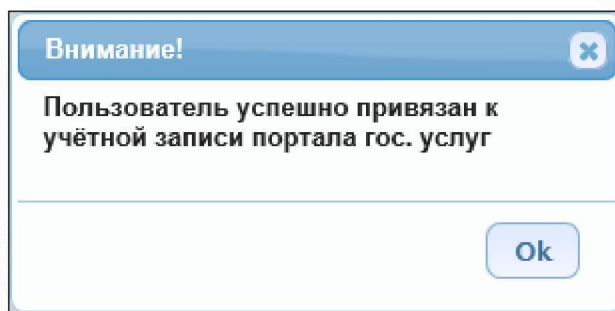 Внимание!
Пользователь успешно привязан к
учётной записи портала гос. услуг
Ok